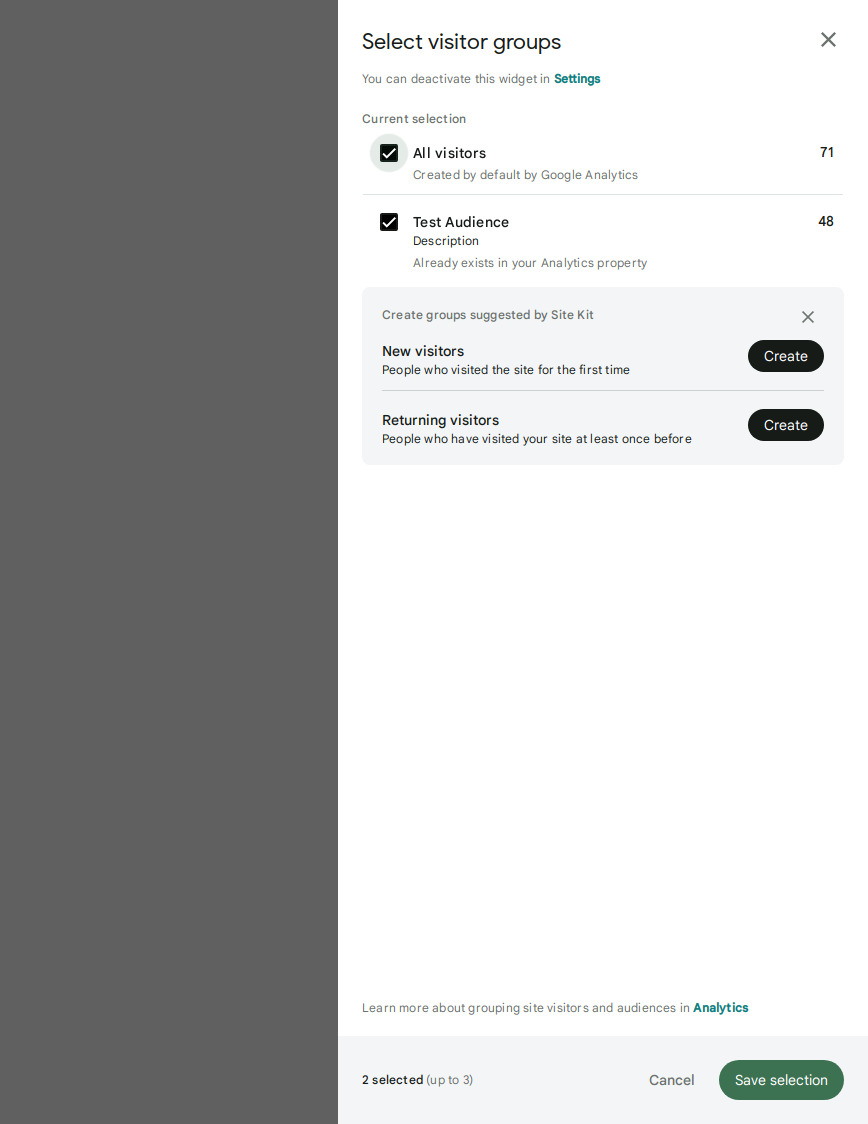 Select visitor groups
You can deactivate this widget in Settings
Current selection
All visitors 71
Created by default by Google Analytics
Test Audience 48
Description
Already exists in your Analytics property
Create groups suggested by Site Kit
New visitors
People who visited the site for the first time
Create
Returning visitors
People who have visited your site at least once before
Create
Learn more about grouping site visitors and audiences in Analytics
2 selected (up to 3) Cancel Save selection